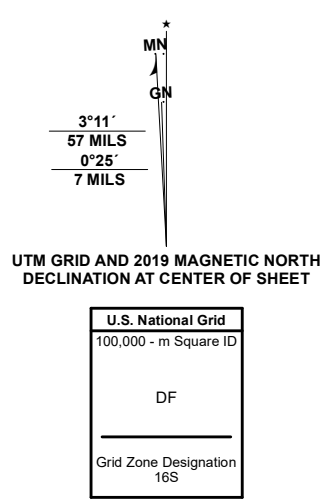 MN
GN
3°11´
57 MILS
0°25´
7 MILS
UTM GRID AND 2019 MAGNETIC NORTH
DECLINATION AT CENTER OF SHEET
U.S. National Grid
100,000 - m Square ID
DF
Grid Zone Designation
16S